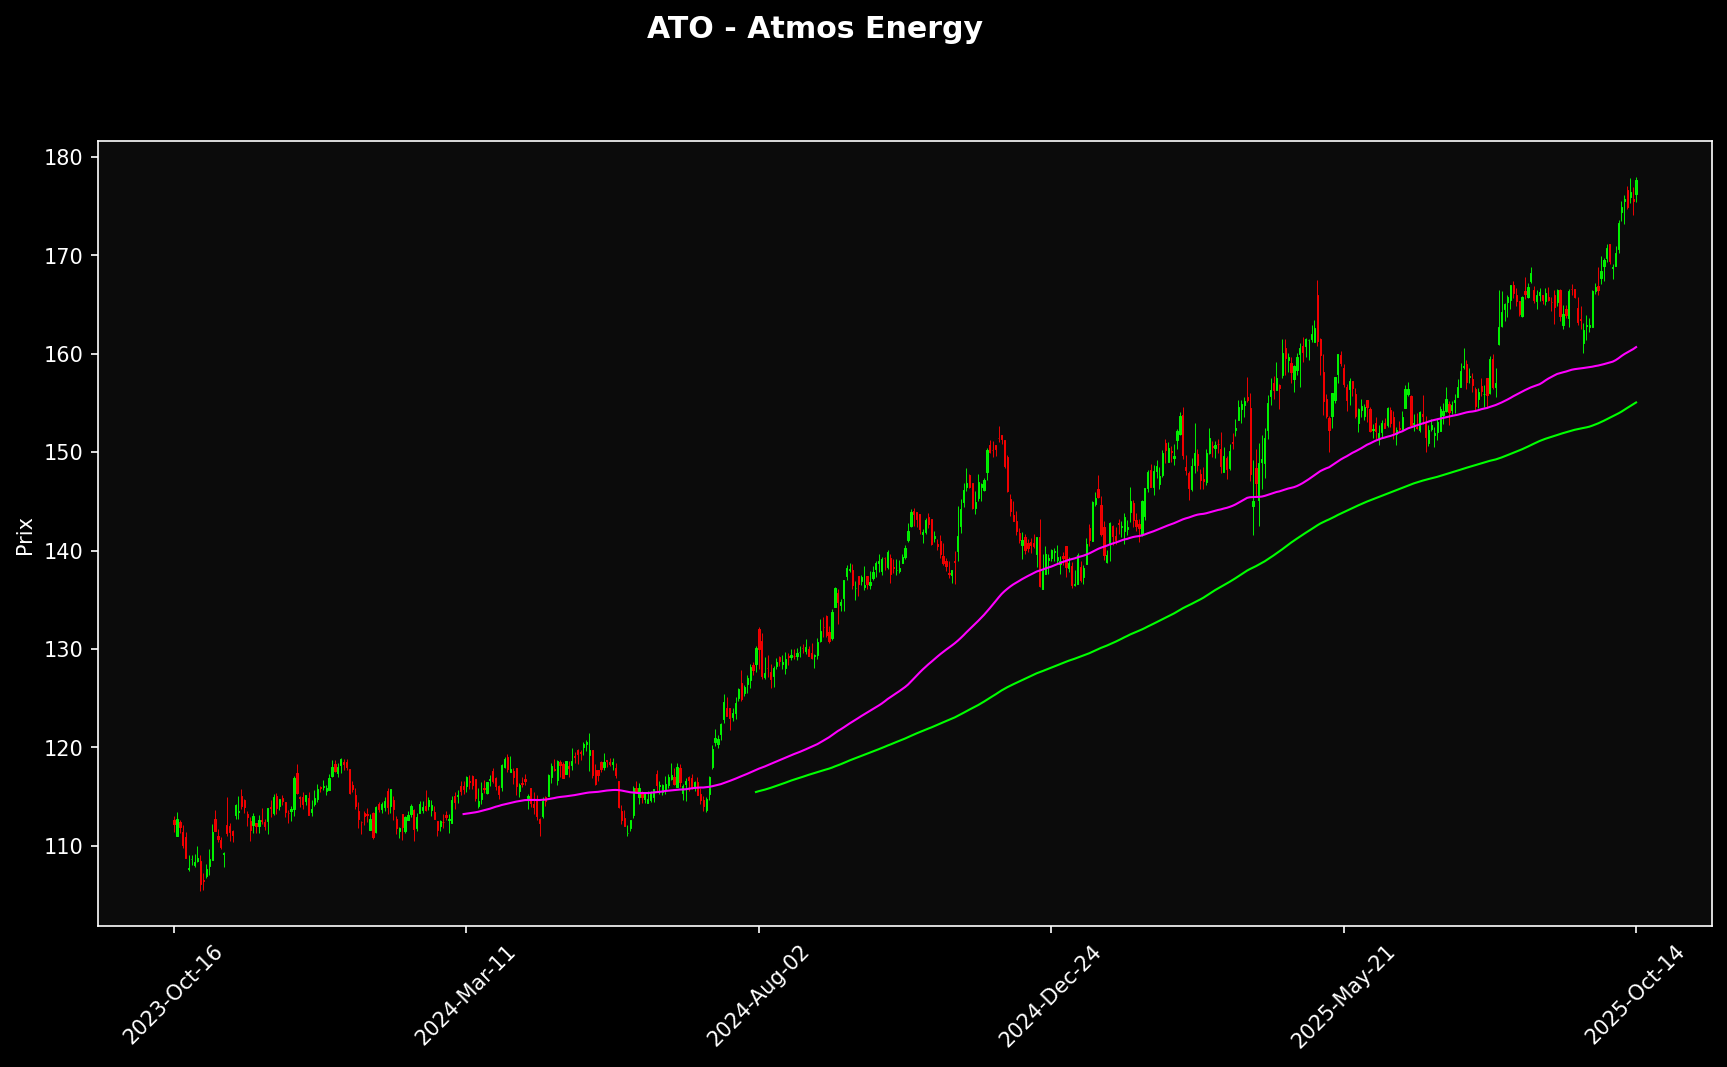 ATO - Atmos Energy
Prix
180
170
160
150
140
130
120
110
2023-Oct-16
2024-Mar-11
2024-Aug-02
2024-Dec-24
2025-May-21
2025-Oct-14